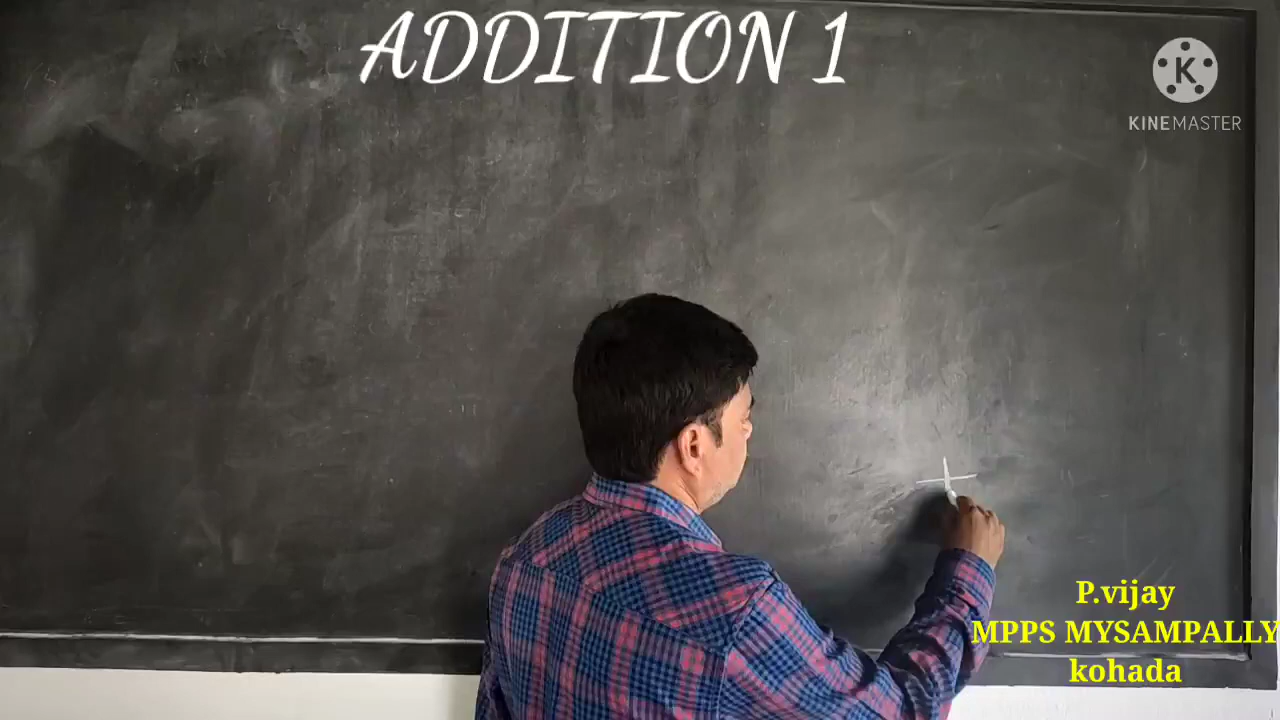 ADDITION 1
K
KINEMASTER
+
P.vijay
MPPS MYSAMPALLY
kohada